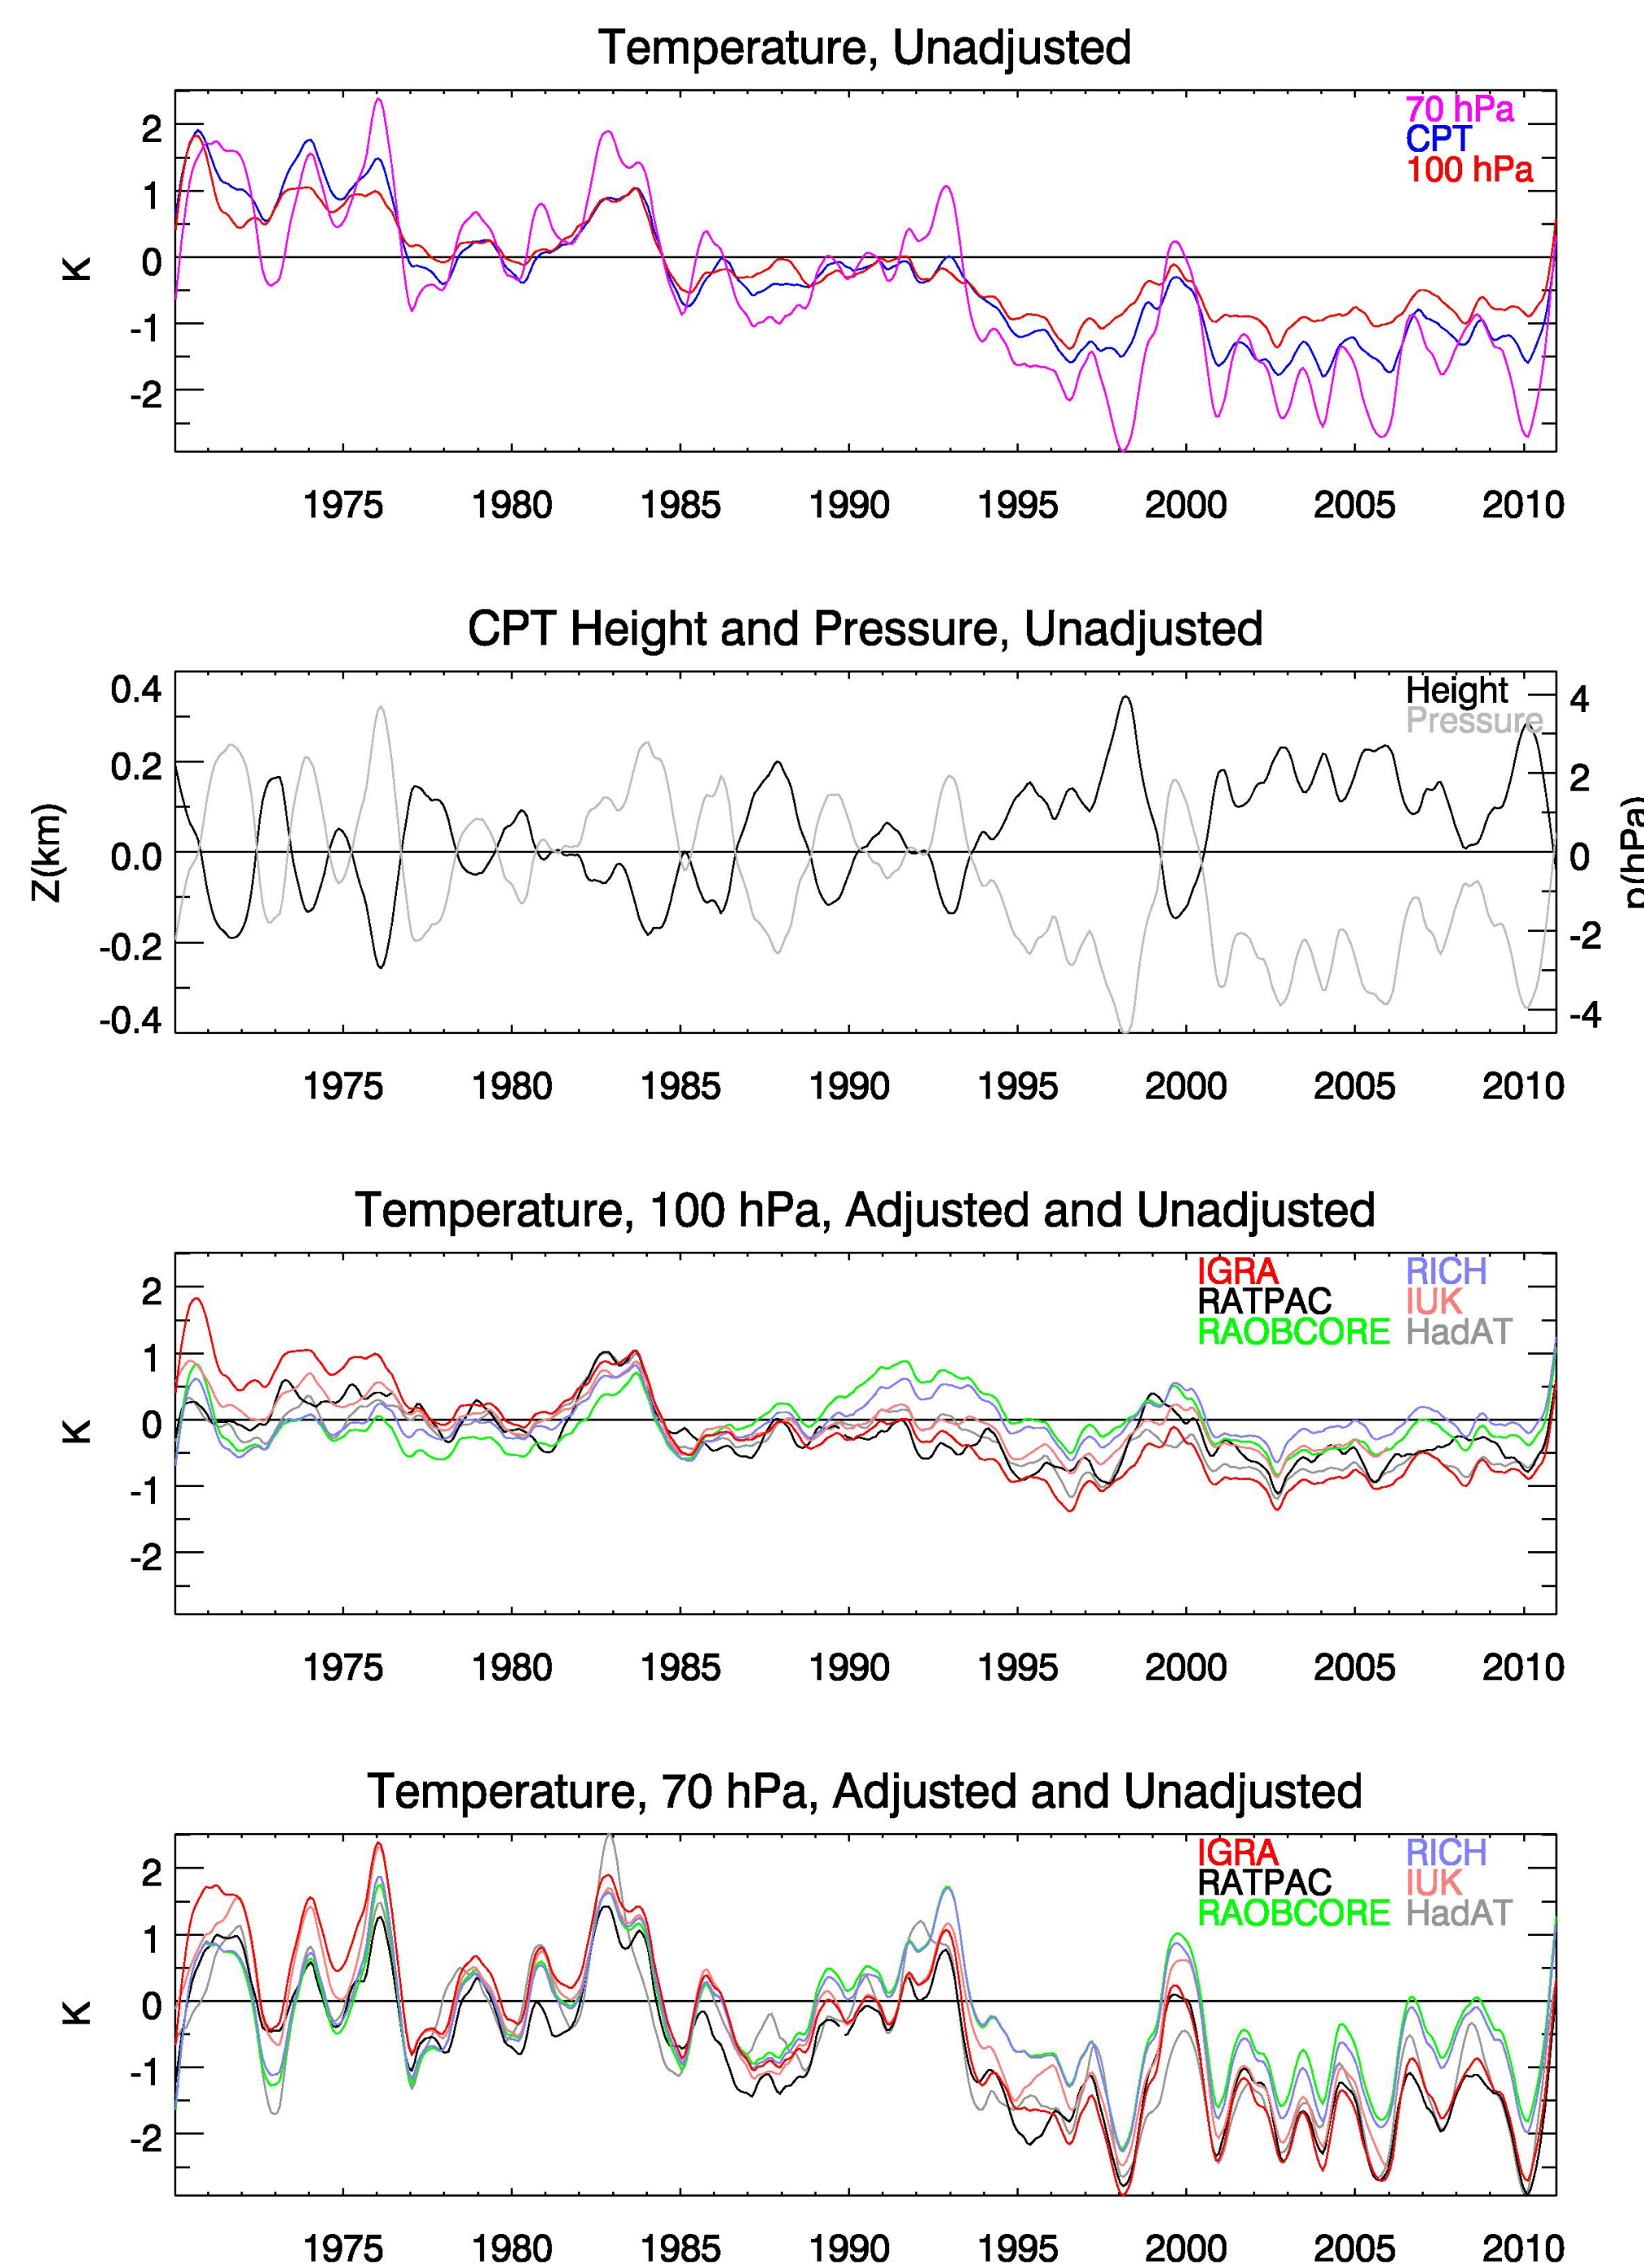 Temperature, Unadjusted
70 hPa
CPT
100 hPa
2
1
0
-1
-2
K
1975 1980 1985 1990 1995 2000 2005 2010
CPT Height and Pressure, Unadjusted
Height
Pressure
0.4
0.2
0.0
-0.2
-0.4
Z(km)
4
2
0
-2
-4
p(hPa)
1975 1980 1985 1990 1995 2000 2005 2010
Temperature, 100 hPa, Adjusted and Unadjusted
IGRA RICH
RATPAC IUK
RAOBCORE HadAT
2
1
0
-1
-2
K
1975 1980 1985 1990 1995 2000 2005 2010
Temperature, 70 hPa, Adjusted and Unadjusted
IGRA RICH
RATPAC IUK
RAOBCORE HadAT
2
1
0
-1
-2
K
1975 1980 1985 1990 1995 2000 2005 2010